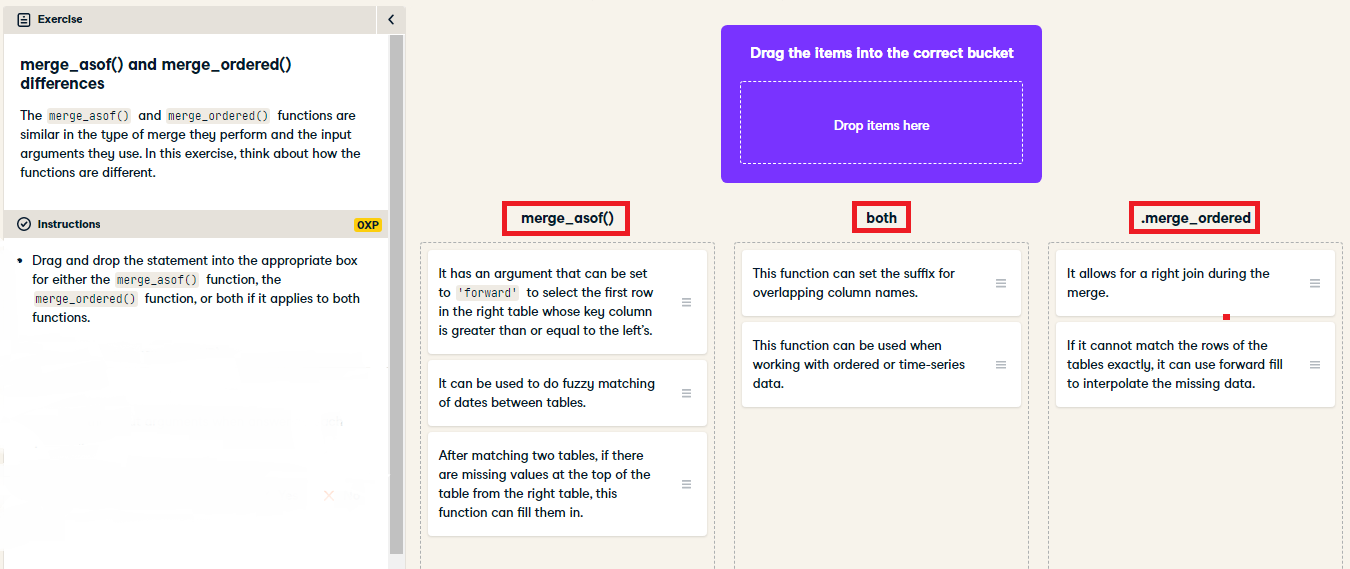 Exercise
merge_asof() and merge_ordered()
differences
The merge_asof() and merge_ordered() functions are
similar in the type of merge they perform and the input
arguments they use. In this exercise, think about how the
functions are different.
Instructions
0XP
Drag and drop the statement into the appropriate box
for either the merge_asof() function, the
merge_ordered() function, or both if it applies to both
functions.
Drag the items into the correct bucket
Drop items here
merge_asof()
It has an argument that can be set
to 'forward' to select the first row
in the right table whose key column
is greater than or equal to the left's.
It can be used to do fuzzy matching
of dates between tables.
After matching two tables, if there
are missing values at the top of the
table from the right table, this
function can fill them in.
both
This function can set the suffix for
overlapping column names.
This function can be used when
working with ordered or time-series
data.
.merge_ordered
It allows for a right join during the
merge.
If it cannot match the rows of the
tables exactly, it can use forward fill
to interpolate the missing data.